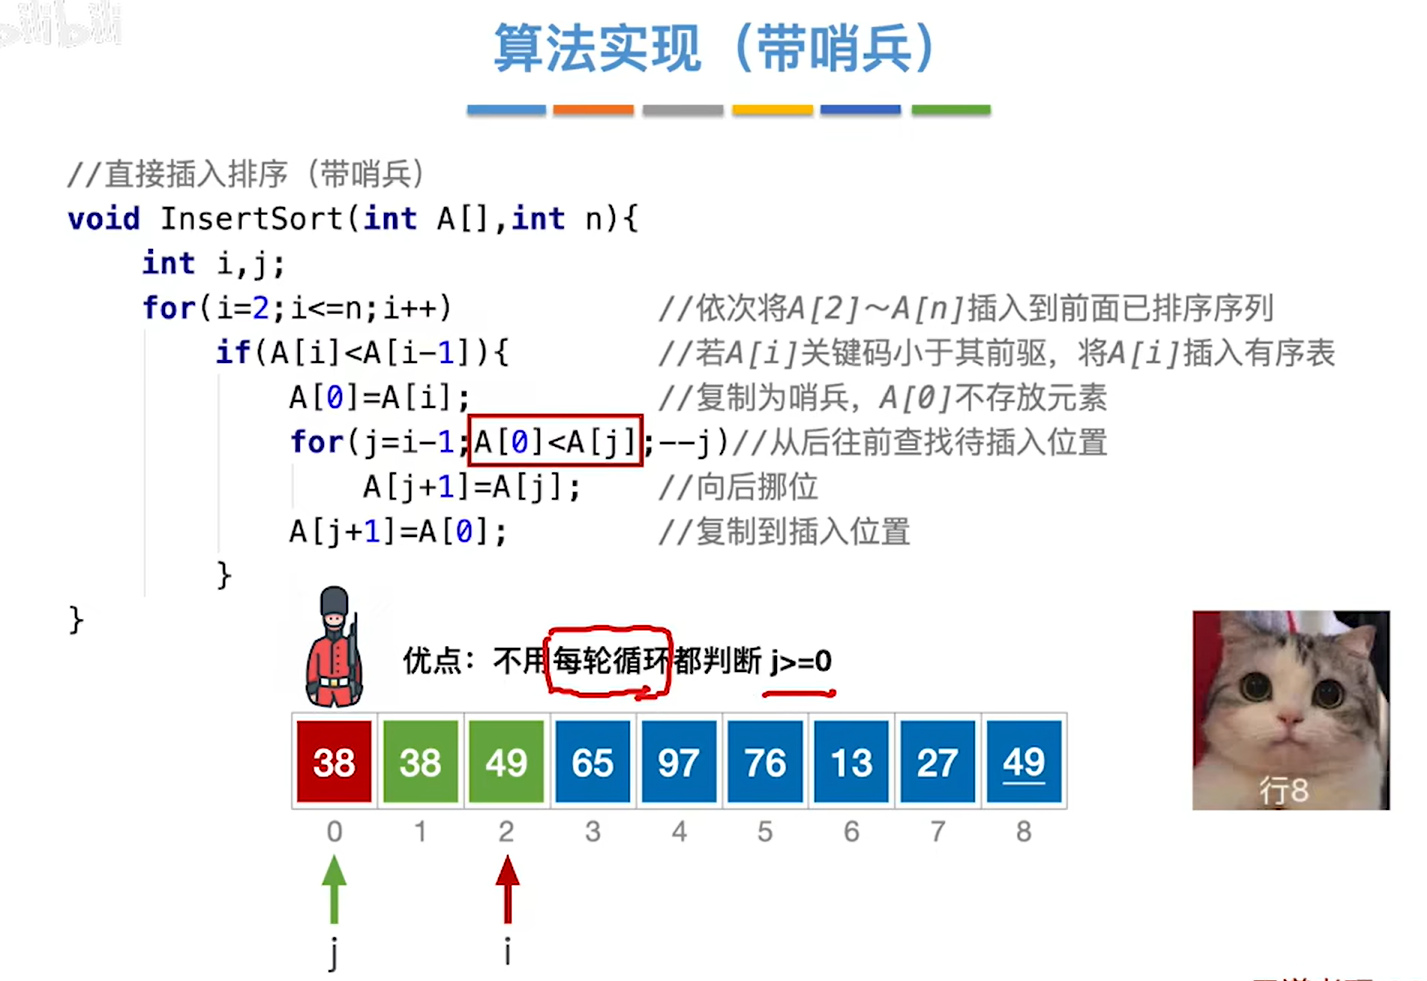 bilibili
算法实现（带哨兵）
//直接插入排序（带哨兵）
void InsertSort(int A[],int n){
int i,j;
for(i=2;i<=n;i++) //依次将A[2]～A[n]插入到前面已排序序列
if(A[i]<A[i-1]){ //若A[i]关键码小于其前驱，将A[i]插入有序表
A[0]=A[i]; //复制为哨兵，A[0]不存放元素
for(j=i-1;A[0]<A[j];--j)//从后往前查找待插入位置
A[j+1]=A[j]; //向后挪位
A[j+1]=A[0]; //复制到插入位置
}
}
优点：不用每轮循环都判断 j>=0
38 38 49 65 97 76 13 27 49
0 1 2 3 4 5 6 7 8
j i
行8